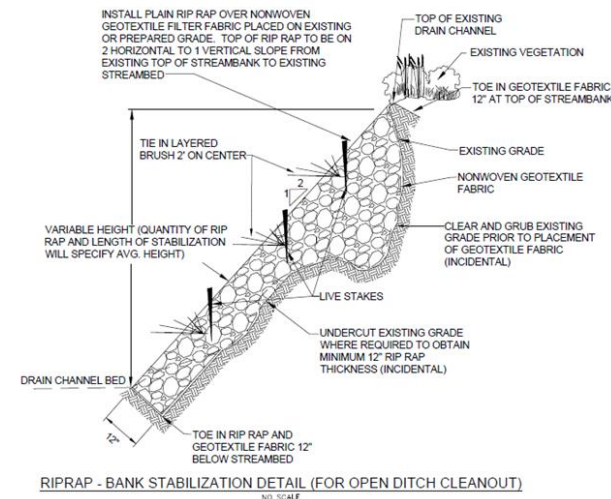 INSTALL PLAIN RIP RAP OVER NONWOVEN
GEOTEXTILE FILTER FABRIC PLACED ON EXISTING
OR PREPARED GRADE. TOP OF RIP RAP TO BE ON
2 HORIZONTAL TO 1 VERTICAL SLOPE FROM
EXISTING TOP OF STREAMBANK TO EXISTING
STREAMBED
TOP OF EXISTING
DRAIN CHANNEL
EXISTING VEGETATION
TOE IN GEOTEXTILE FABRIC
12" AT TOP OF STREAMBANK
TIE IN LAYERED
BRUSH 2' ON CENTER
EXISTING GRADE
2
1
NONWOVEN GEOTEXTILE
FABRIC
VARIABLE HEIGHT (QUANTITY OF RIP
RAP AND LENGTH OF STABILIZATION
WILL SPECIFY AVG. HEIGHT)
CLEAR AND GRUB EXISTING
GRADE PRIOR TO PLACEMENT
OF GEOTEXTILE FABRIC
(INCIDENTAL)
LIVE STAKES
UNDERCUT EXISTING GRADE
WHERE REQUIRED TO OBTAIN
MINIMUM 12" RIP RAP
THICKNESS (INCIDENTAL)
DRAIN CHANNEL BED
12"
TOE IN RIP RAP AND
GEOTEXTILE FABRIC 12"
BELOW STREAMBED
RIPRAP - BANK STABILIZATION DETAIL (FOR OPEN DITCH CLEANOUT)
NO SCALE